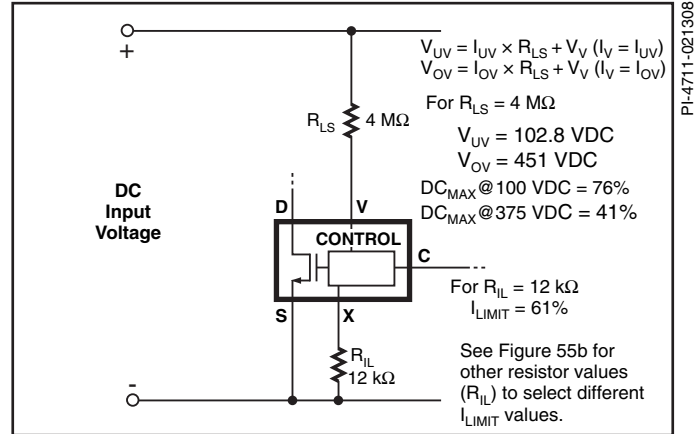 +
V_UV = I_UV × R_LS + V_V (I_V = I_UV)
V_OV = I_OV × R_LS + V_V (I_V = I_OV)
For R_LS = 4 MΩ
R_LS 4 MΩ
V_UV = 102.8 VDC
V_OV = 451 VDC
DC_MAX@100 VDC = 76%
DC_MAX@375 VDC = 41%
DC
Input
Voltage
D V
CONTROL
C
S X
For R_IL = 12 kΩ
I_LIMIT = 61%
R_IL
12 kΩ
See Figure 55b for
other resistor values
(R_IL) to select different
I_LIMIT values.
-
PI-4711-021308